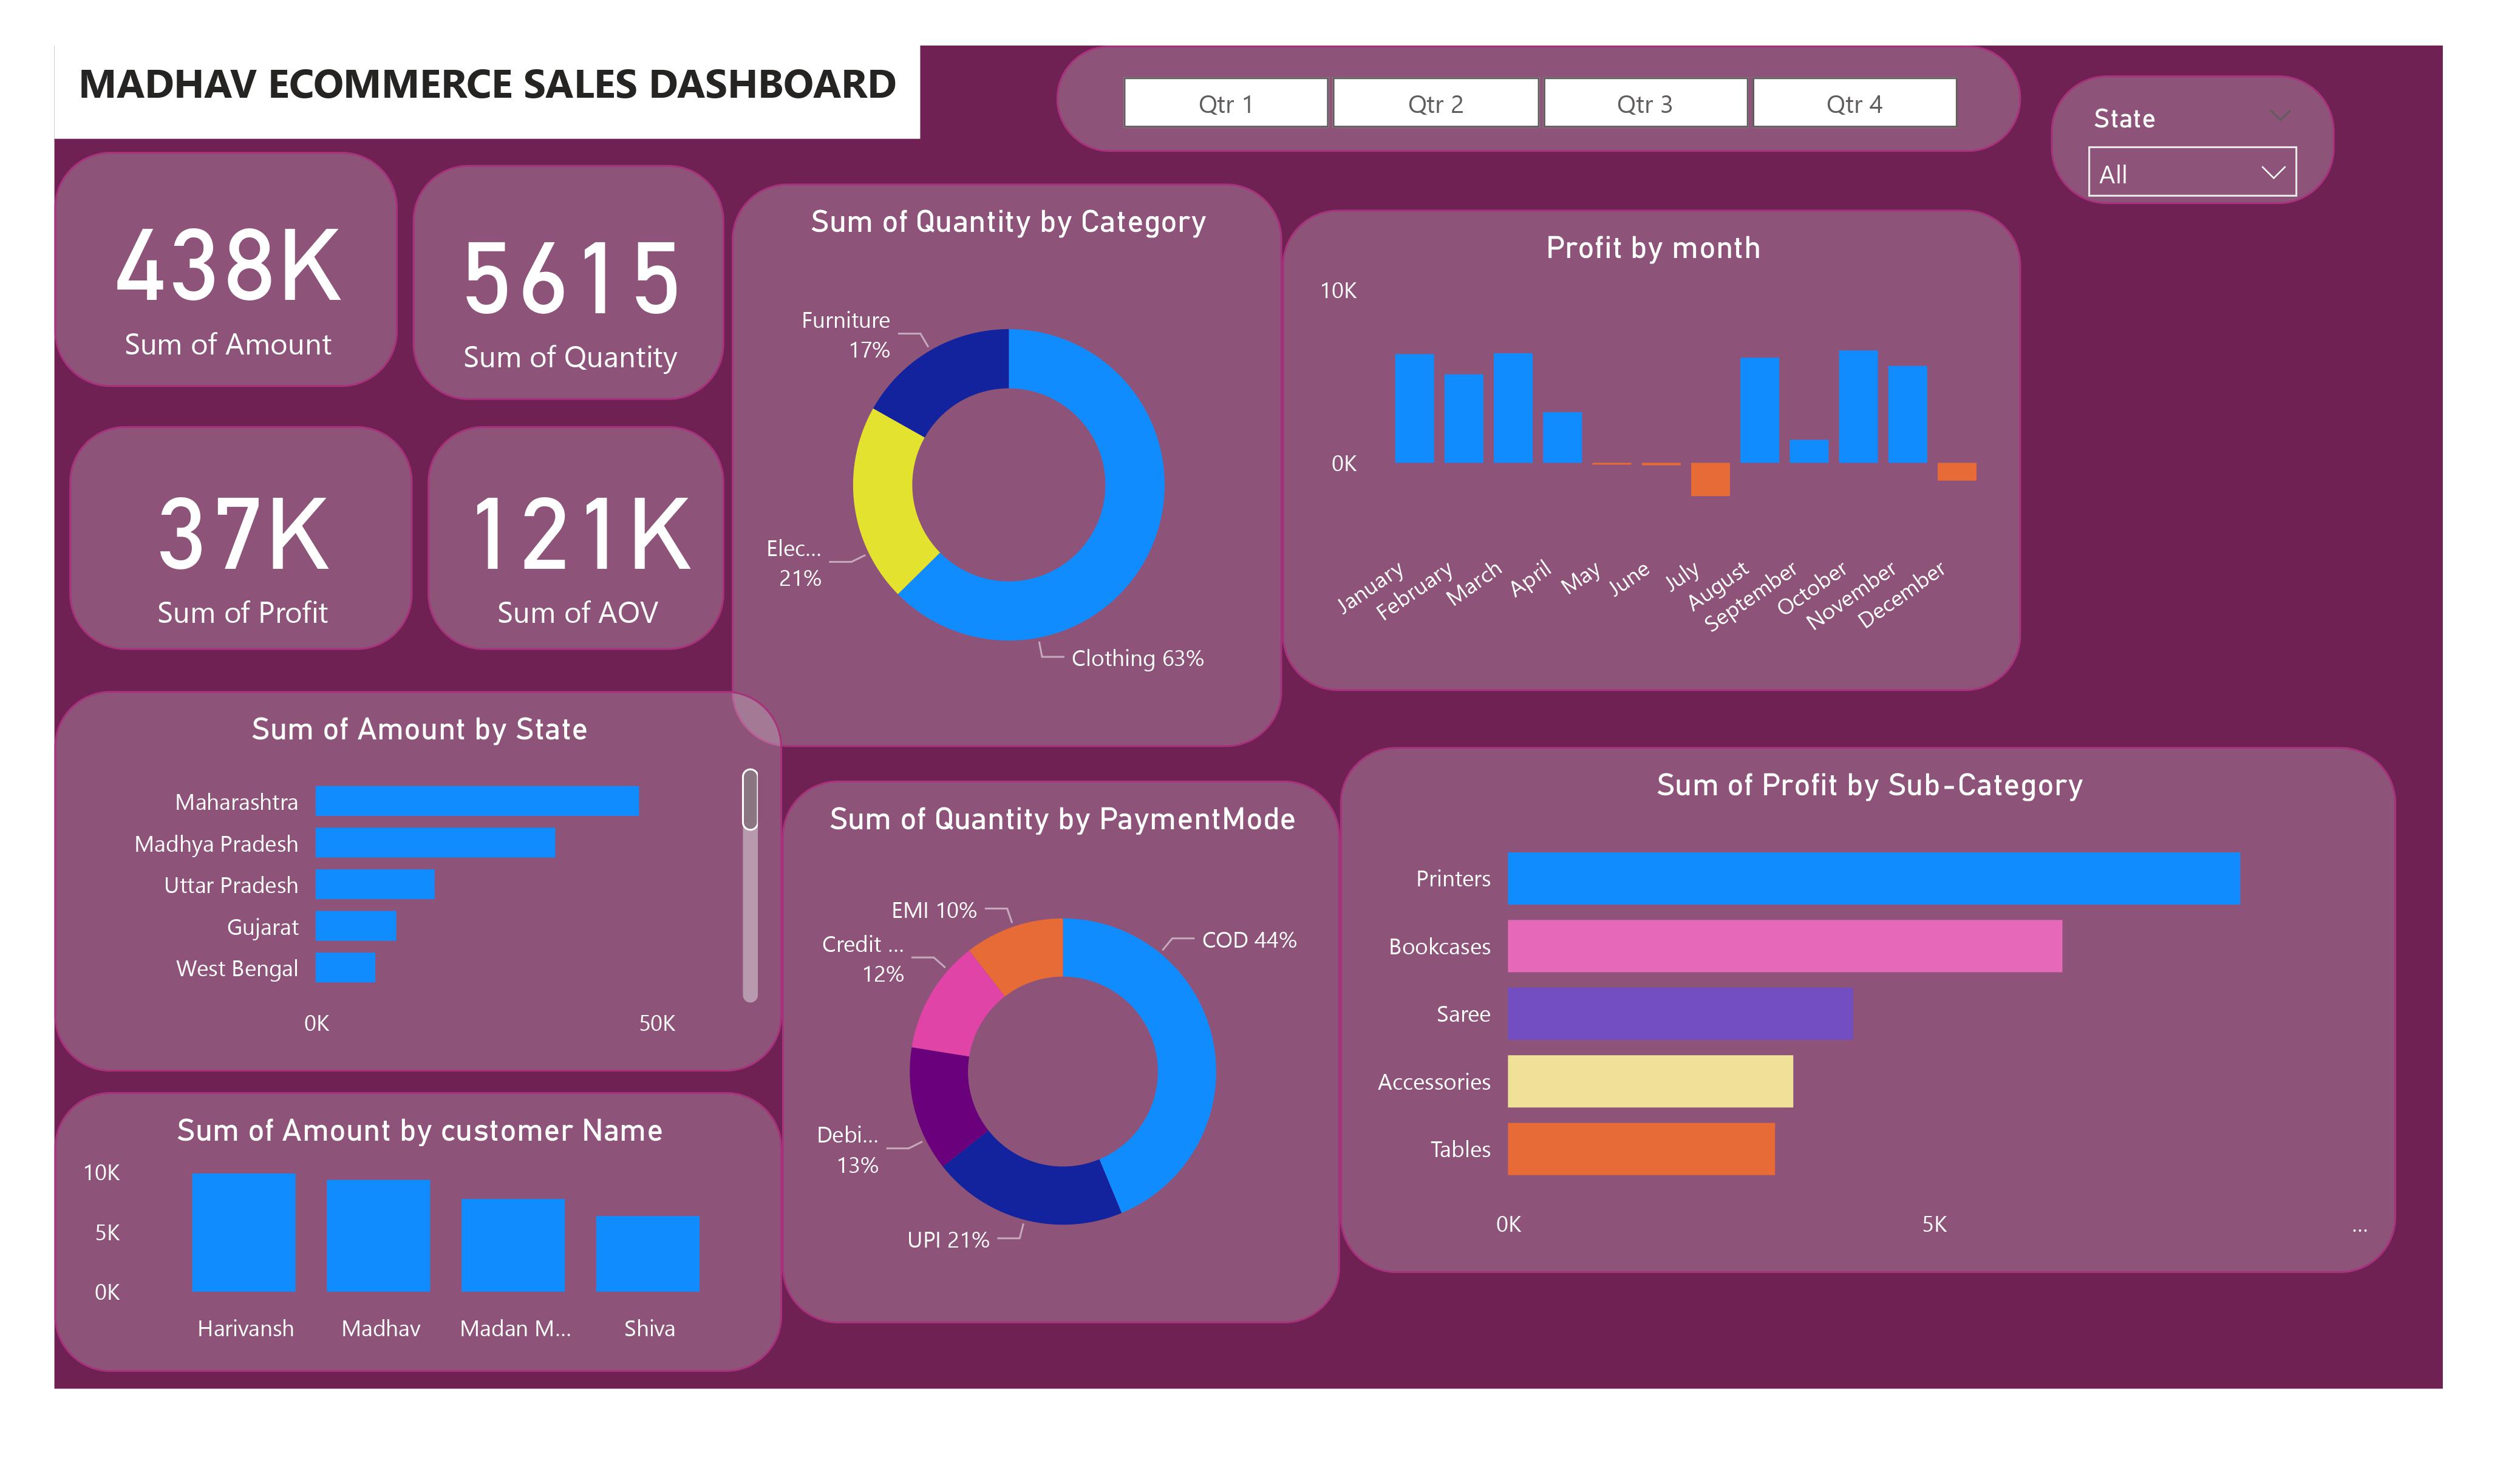 MADHAV ECOMMERCE SALES DASHBOARD
Qtr 1
Qtr 2
Qtr 3
Qtr 4
State
All
438K
Sum of Amount
5615
Sum of Quantity
37K
Sum of Profit
121K
Sum of AOV
Sum of Quantity by Category
Furniture
17%
Elec...
21%
Clothing 63%
Profit by month
10K
0K
January
February
March
April
May
June
July
August
September
October
November
December
Sum of Amount by State
Maharashtra
Madhya Pradesh
Uttar Pradesh
Gujarat
West Bengal
0K
50K
Sum of Quantity by PaymentMode
EMI 10%
COD 44%
Credit ...
12%
Debi...
13%
UPI 21%
Sum of Profit by Sub-Category
Printers
Bookcases
Saree
Accessories
Tables
0K
5K
...
Sum of Amount by customer Name
10K
5K
0K
Harivansh
Madhav
Madan M...
Shiva